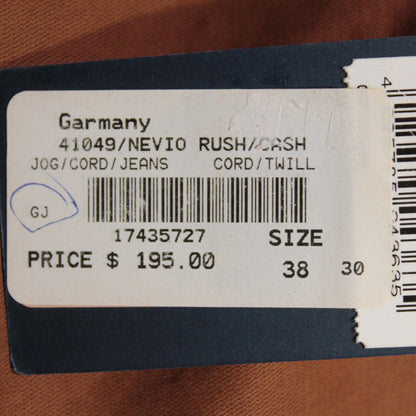 Garmany
41049/NEVIO RUSH/CASH
JOG/CORD/JEANS CORD/TWILL
GJ
17435727 SIZE
PRICE $ 195.00 38 30